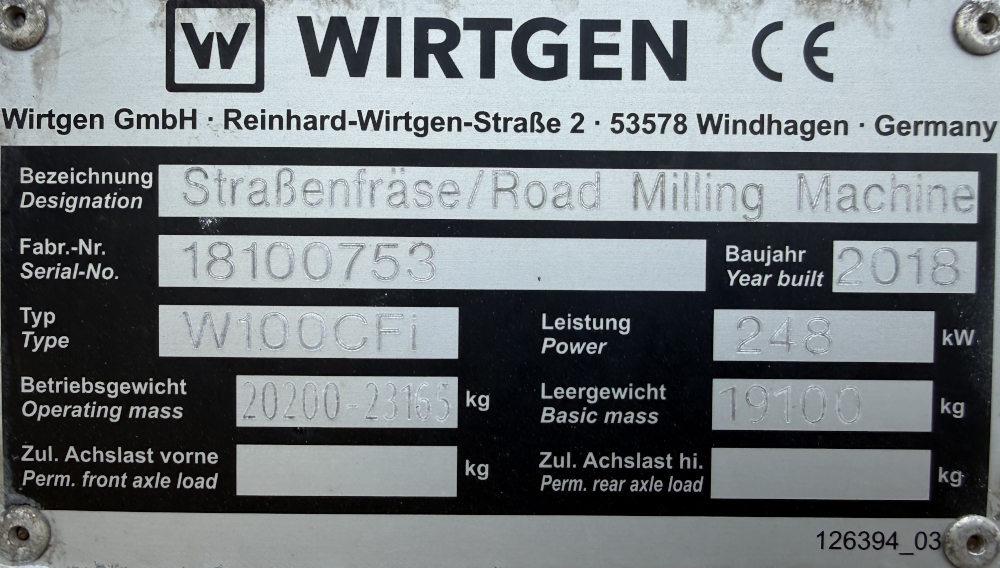 W WIRTGEN CE
Wirtgen GmbH · Reinhard-Wirtgen-Straße 2 · 53578 Windhagen · Germany
Bezeichnung
Designation
Straßenfräse/Road Milling Machine
Fabr.-Nr.
Serial-No.
18100753
Baujahr
Year built
2018
Typ
Type
W100CFi
Leistung
Power
248
kW
Betriebsgewicht
Operating mass
20200-23165
kg
Leergewicht
Basic mass
19100
kg
Zul. Achslast vorne
Perm. front axle load
kg
Zul. Achslast hi.
Perm. rear axle load
kg
126394_03